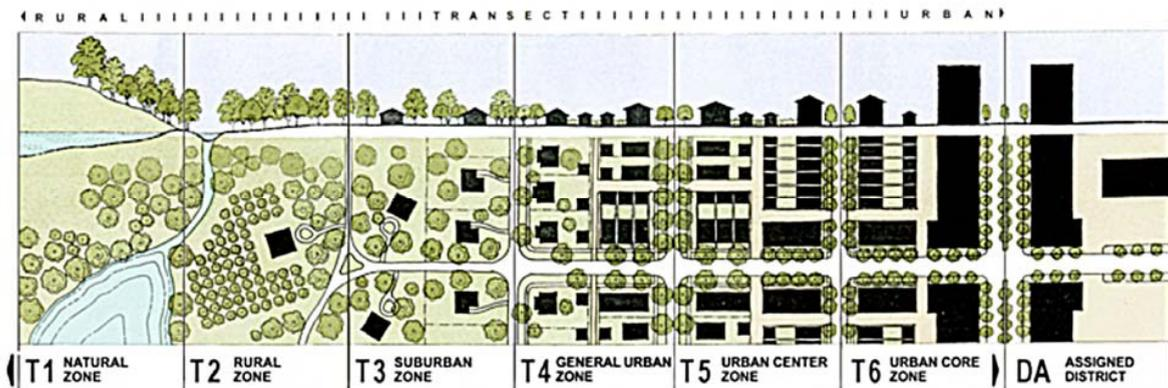 RURAL TRANSECT URBAN
T1 NATURAL ZONE
T2 RURAL ZONE
T3 SUBURBAN ZONE
T4 GENERAL URBAN ZONE
T5 URBAN CENTER ZONE
T6 URBAN CORE ZONE
DA ASSIGNED DISTRICT